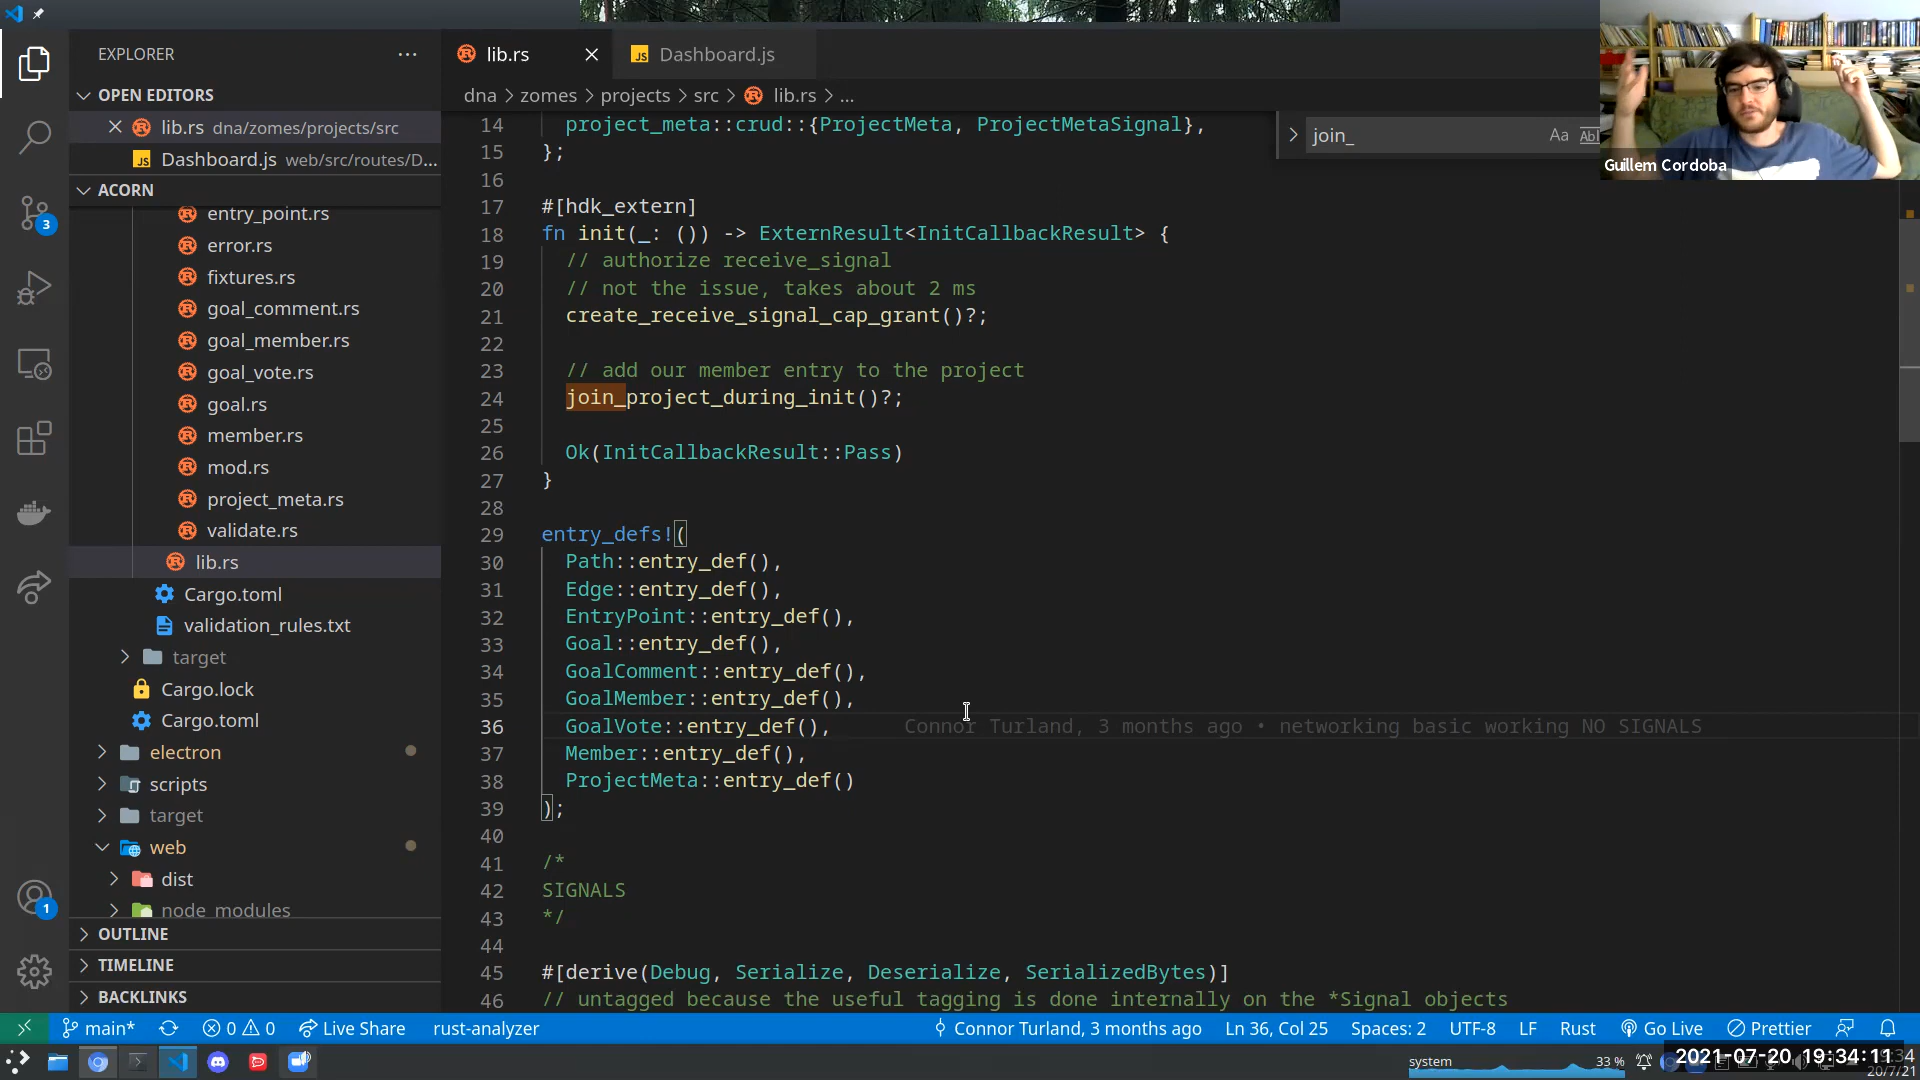 EXPLORER
OPEN EDITORS
lib.rs dna/zomes/projects/src
Dashboard.js web/src/routes/D...
ACORN
entry_point.rs
error.rs
fixtures.rs
goal_comment.rs
goal_member.rs
goal_vote.rs
goal.rs
member.rs
mod.rs
project_meta.rs
validate.rs
lib.rs
Cargo.toml
validation_rules.txt
target
Cargo.lock
Cargo.toml
electron
scripts
target
web
dist
node_modules
OUTLINE
TIMELINE
BACKLINKS
3
1
lib.rs
JS Dashboard.js
dna > zomes > projects > src > lib.rs > ...
join_
Aa Abl
Guillem Cordoba
14 project_meta::crud::{ProjectMeta, ProjectMetaSignal},
15 };
16
17 #[hdk_extern]
18 fn init(_: ()) -> ExternResult<InitCallbackResult> {
19 // authorize receive_signal
20 // not the issue, takes about 2 ms
21 create_receive_signal_cap_grant()?;
22
23 // add our member entry to the project
24 join_project_during_init()?;
25
26 Ok(InitCallbackResult::Pass)
27 }
28
29 entry_defs!(
30 Path::entry_def(),
31 Edge::entry_def(),
32 EntryPoint::entry_def(),
33 Goal::entry_def(),
34 GoalComment::entry_def(),
35 GoalMember::entry_def(),
36 GoalVote::entry_def(), Connor Turland, 3 months ago • networking basic working NO SIGNALS
37 Member::entry_def(),
38 ProjectMeta::entry_def()
39 );
40
41 /*
42 SIGNALS
43 */
44
45 #[derive(Debug, Serialize, Deserialize, SerializedBytes)]
46 // untagged because the useful tagging is done internally on the *Signal objects
main* 0 0 Live Share rust-analyzer Connor Turland, 3 months ago Ln 36, Col 25 Spaces: 2 UTF-8 LF Rust Go Live Prettier
system 33 % 2021-07-20 19:34:11
20/7/21